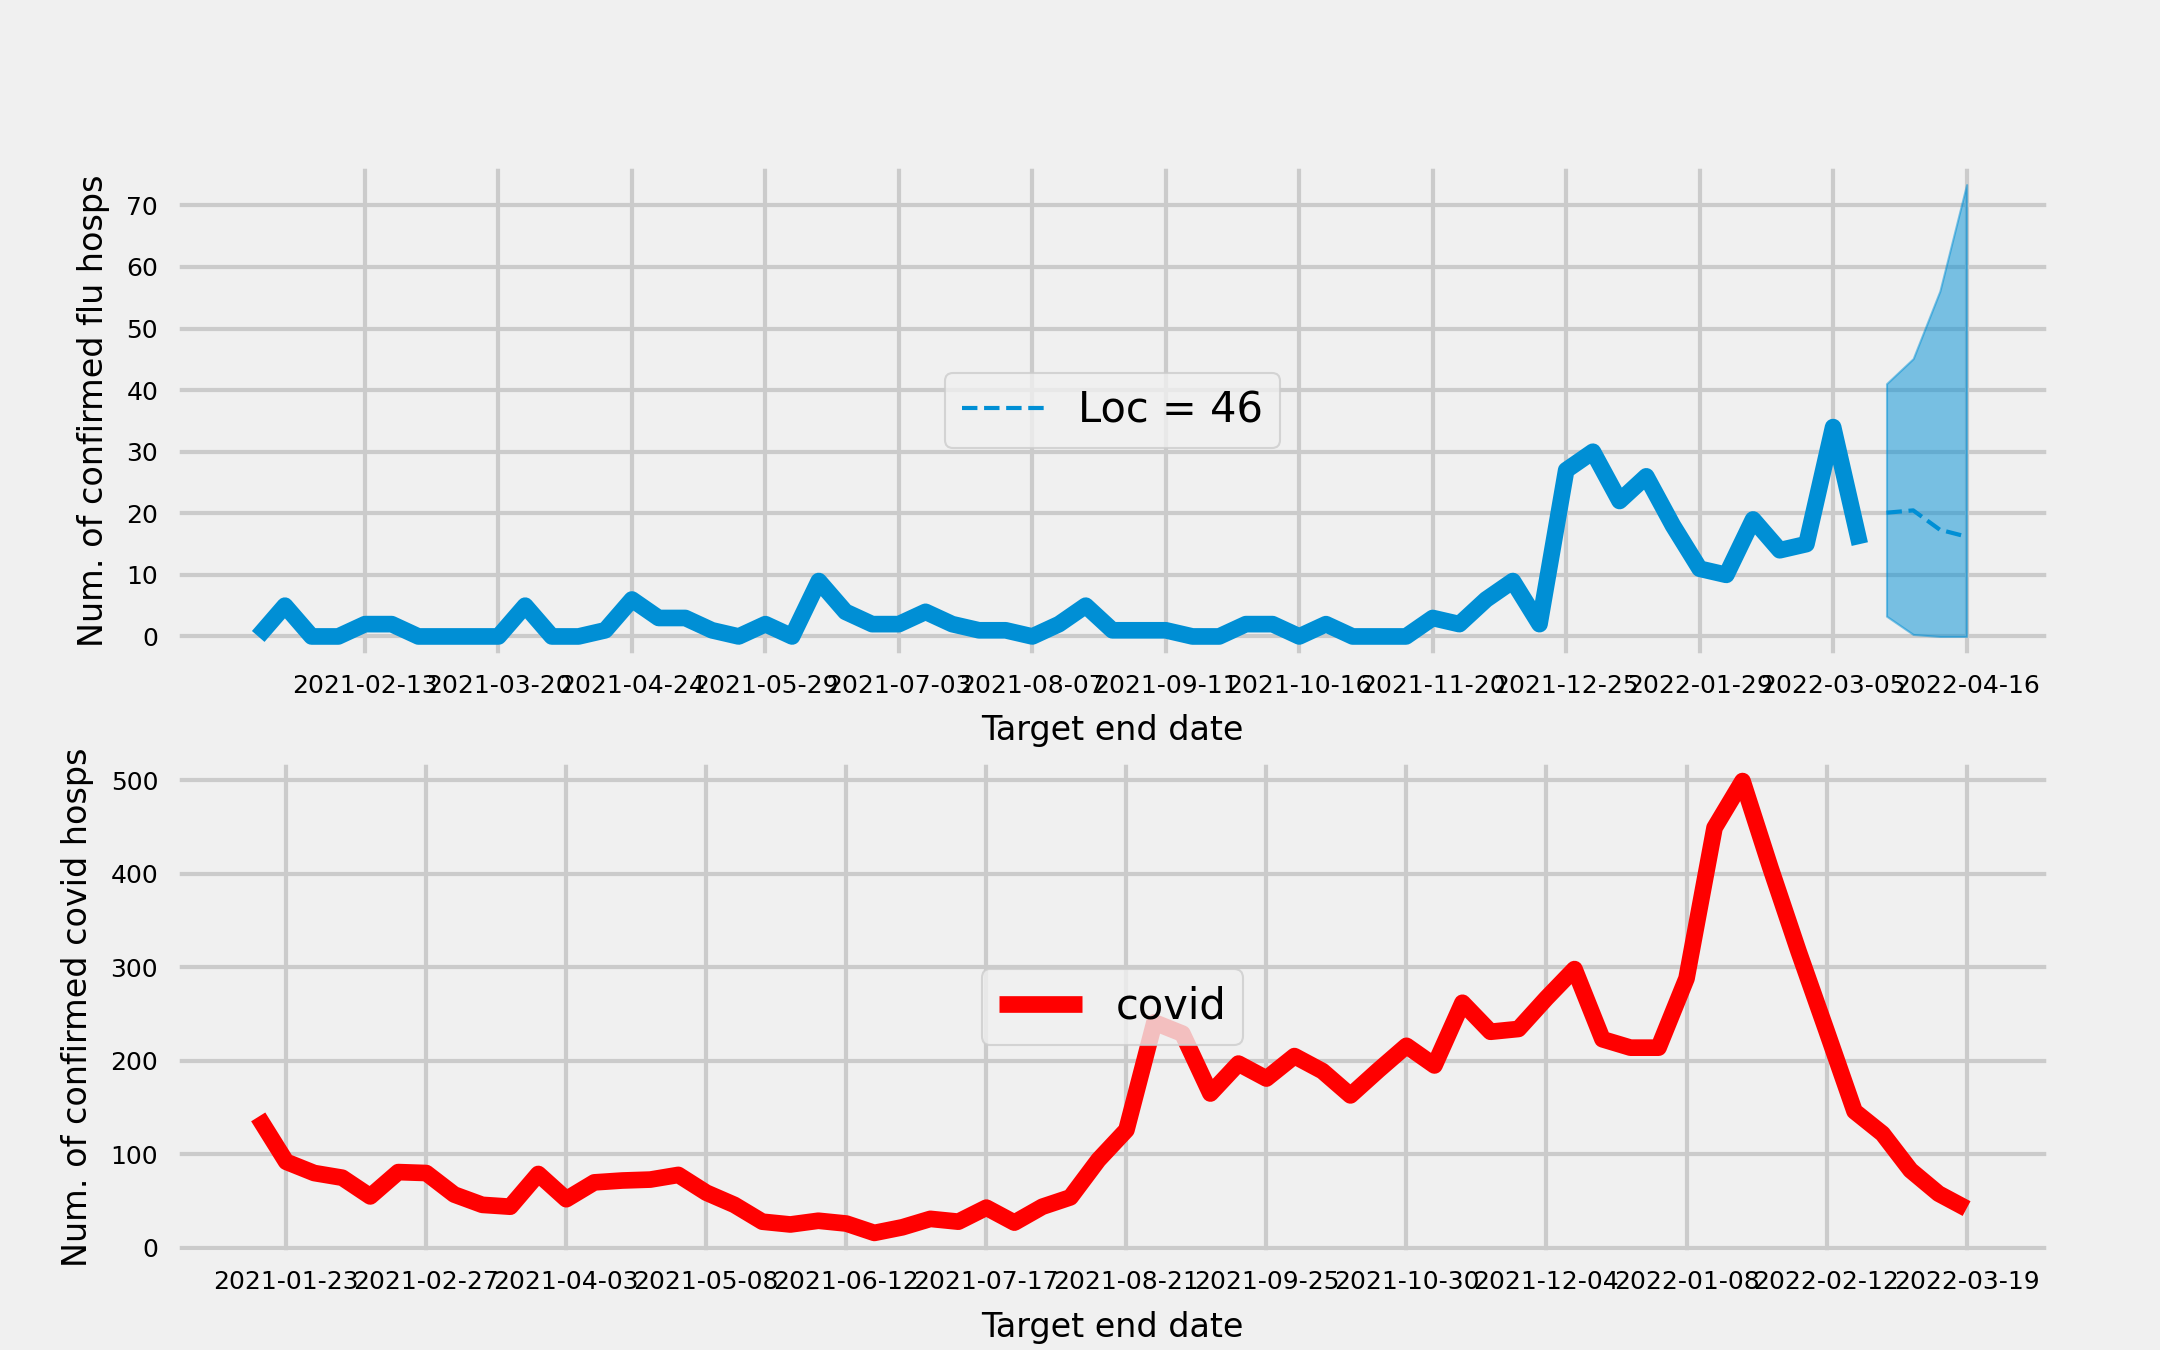 Num. of confirmed flu hosps
70
60
50
40
30
20
10
0
Loc = 46
2021-02-13 2021-03-20 2021-04-24 2021-05-29 2021-07-03 2021-08-07 2021-09-11 2021-10-16 2021-11-20 2021-12-25 2022-01-29 2022-03-05 2022-04-16
Target end date
Num. of confirmed covid hosps
500
400
300
200
100
0
covid
2021-01-23 2021-02-27 2021-04-03 2021-05-08 2021-06-12 2021-07-17 2021-08-21 2021-09-25 2021-10-30 2021-12-04 2022-01-08 2022-02-12 2022-03-19
Target end date